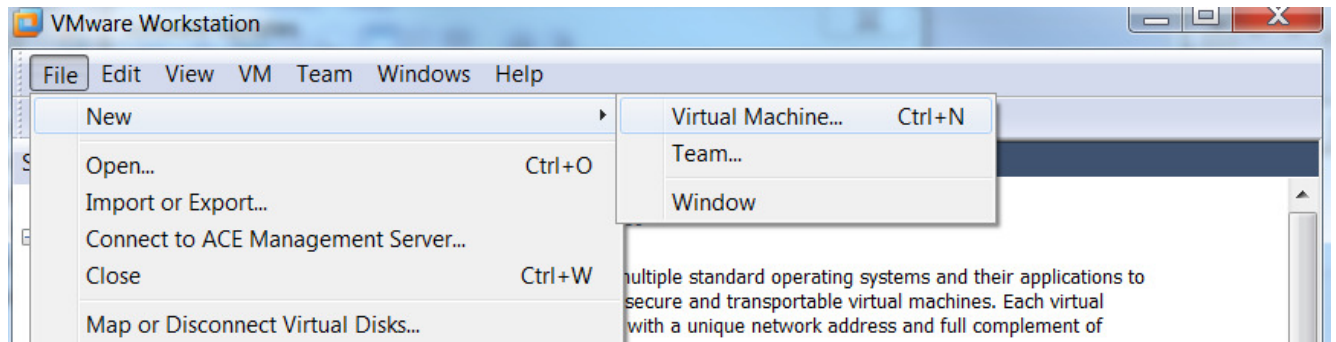 VMware Workstation
File Edit View VM Team Windows Help
New
Virtual Machine... Ctrl+N
Team...
Window
Open... Ctrl+O
Import or Export...
Connect to ACE Management Server...
Close Ctrl+W
Map or Disconnect Virtual Disks...
multiple standard operating systems and their applications to
secure and transportable virtual machines. Each virtual
with a unique network address and full complement of